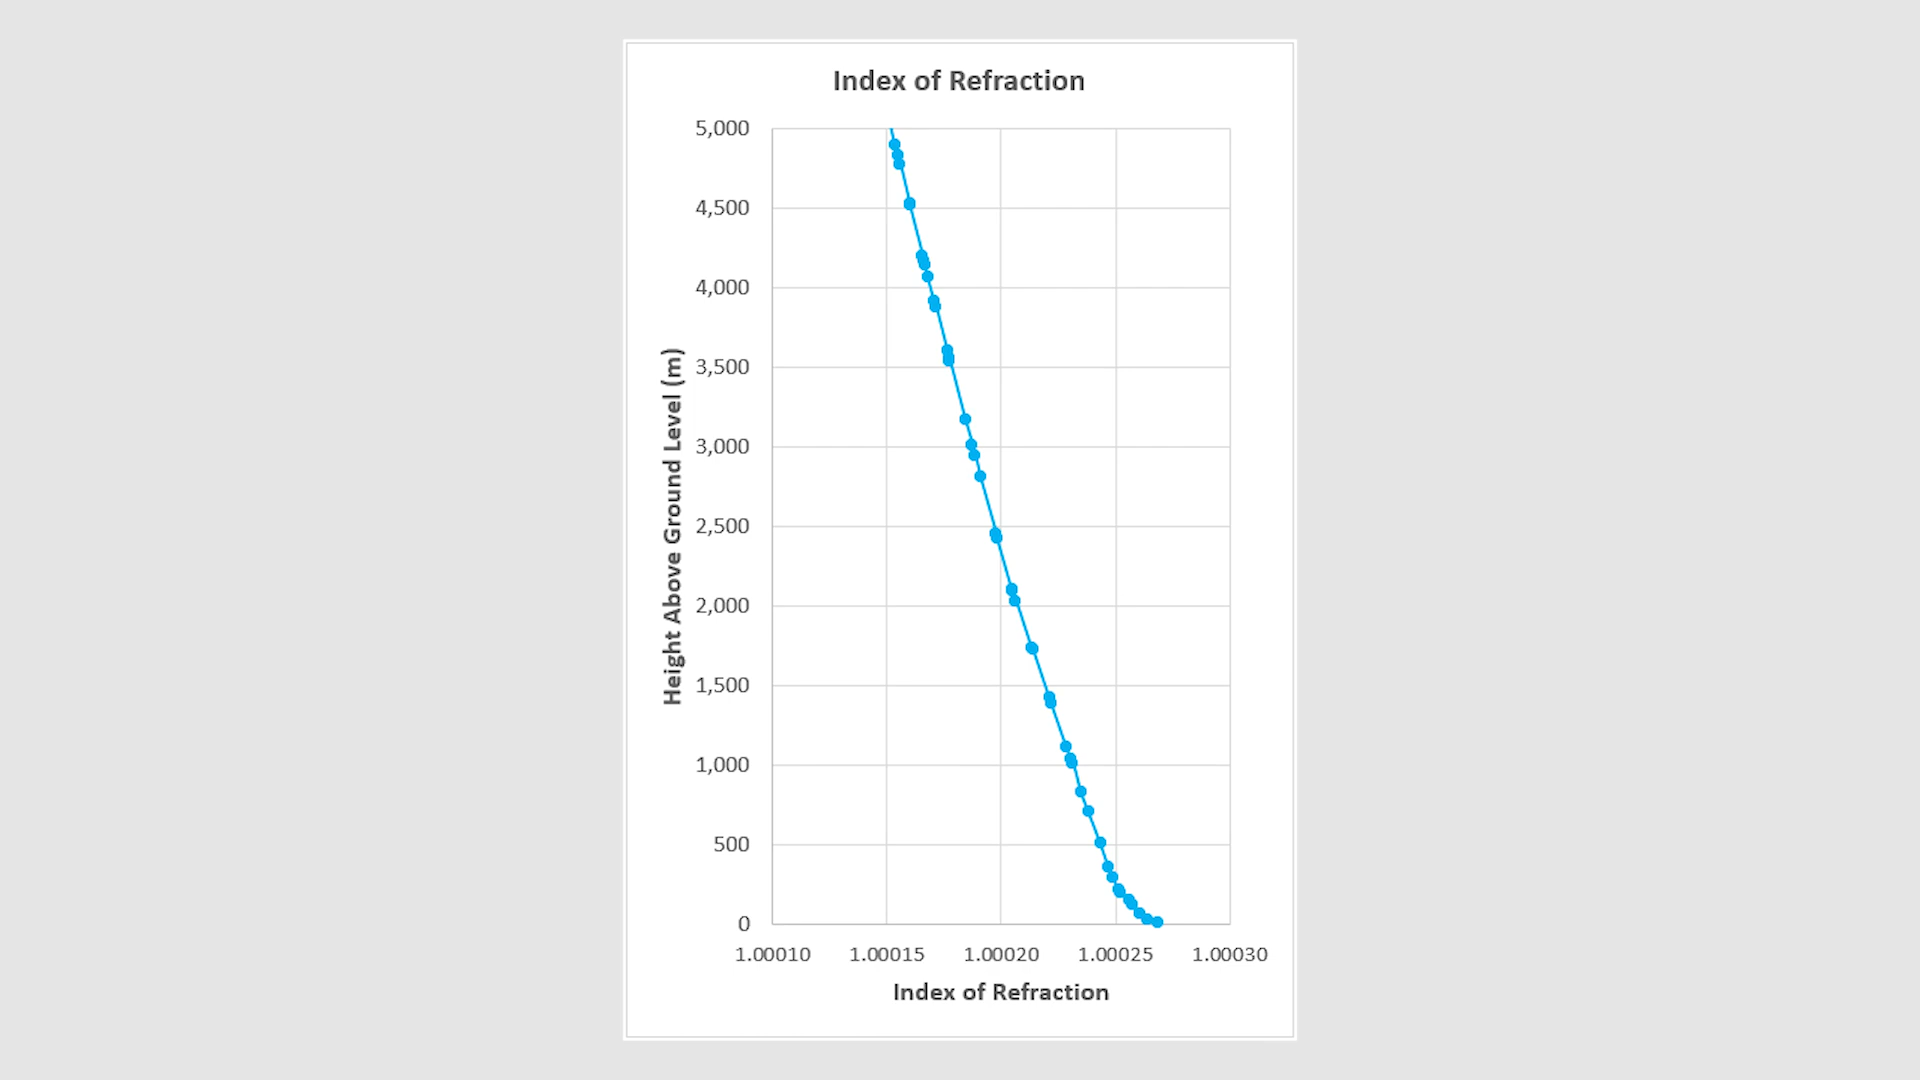 Index of Refraction
5,000
4,500
4,000
3,500
3,000
2,500
2,000
1,500
1,000
500
0
Height Above Ground Level (m)
1.00010 1.00015 1.00020 1.00025 1.00030
Index of Refraction